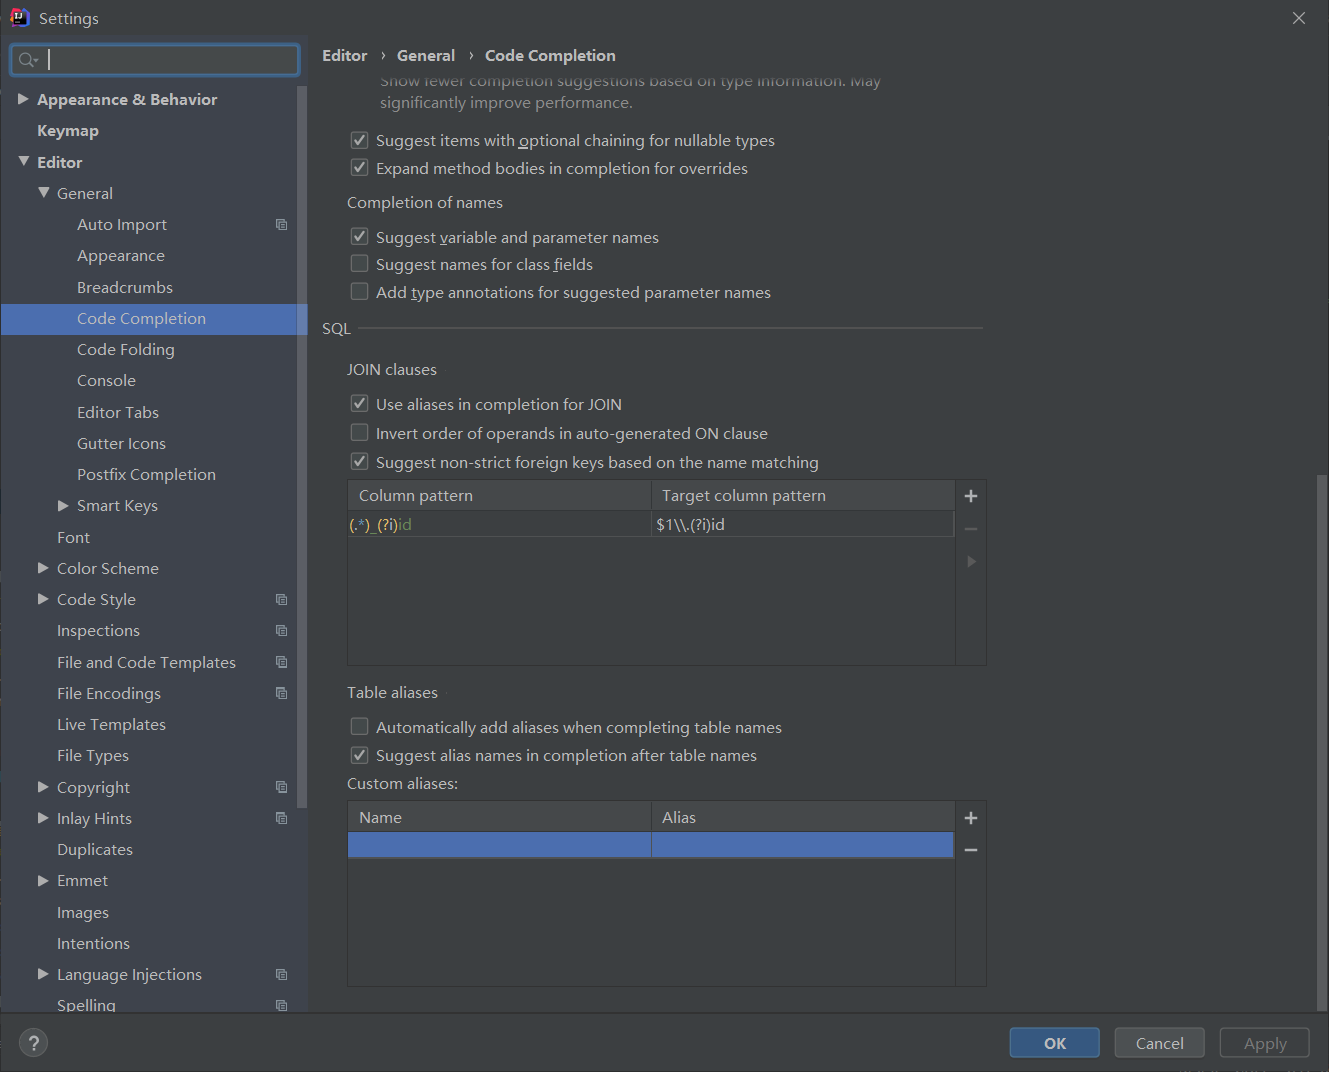 Settings
Appearance & Behavior
Keymap
Editor
General
Auto Import
Appearance
Breadcrumbs
Code Completion
Code Folding
Console
Editor Tabs
Gutter Icons
Postfix Completion
Smart Keys
Font
Color Scheme
Code Style
Inspections
File and Code Templates
File Encodings
Live Templates
File Types
Copyright
Inlay Hints
Duplicates
Emmet
Images
Intentions
Language Injections
Spelling
Editor › General › Code Completion
Show fewer completion suggestions based on type information. May
significantly improve performance.
Suggest items with optional chaining for nullable types
Expand method bodies in completion for overrides
Completion of names
Suggest variable and parameter names
Suggest names for class fields
Add type annotations for suggested parameter names
SQL
JOIN clauses
Use aliases in completion for JOIN
Invert order of operands in auto-generated ON clause
Suggest non-strict foreign keys based on the name matching
Column pattern Target column pattern
(.*)_(?i)id $1\\.(?i)id
Table aliases
Automatically add aliases when completing table names
Suggest alias names in completion after table names
Custom aliases:
Name Alias
? OK Cancel Apply